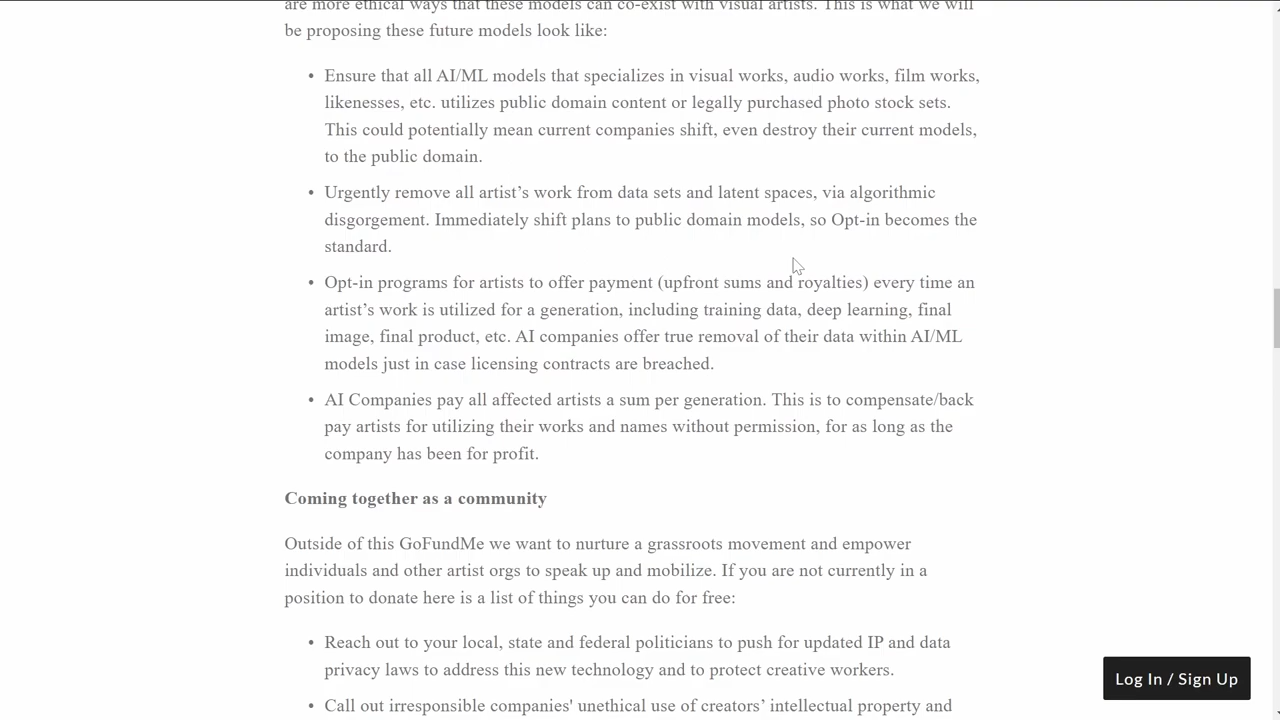 are more ethical ways that these models can co-exist with visual artists. This is what we will
be proposing these future models look like:
• Ensure that all AI/ML models that specializes in visual works, audio works, film works,
likenesses, etc. utilizes public domain content or legally purchased photo stock sets.
This could potentially mean current companies shift, even destroy their current models,
to the public domain.
• Urgently remove all artist’s work from data sets and latent spaces, via algorithmic
disgorgement. Immediately shift plans to public domain models, so Opt-in becomes the
standard.
• Opt-in programs for artists to offer payment (upfront sums and royalties) every time an
artist’s work is utilized for a generation, including training data, deep learning, final
image, final product, etc. AI companies offer true removal of their data within AI/ML
models just in case licensing contracts are breached.
• AI Companies pay all affected artists a sum per generation. This is to compensate/back
pay artists for utilizing their works and names without permission, for as long as the
company has been for profit.
Coming together as a community
Outside of this GoFundMe we want to nurture a grassroots movement and empower
individuals and other artist orgs to speak up and mobilize. If you are not currently in a
position to donate here is a list of things you can do for free:
• Reach out to your local, state and federal politicians to push for updated IP and data
privacy laws to address this new technology and to protect creative workers.
• Call out irresponsible companies' unethical use of creators’ intellectual property and
Log In / Sign Up